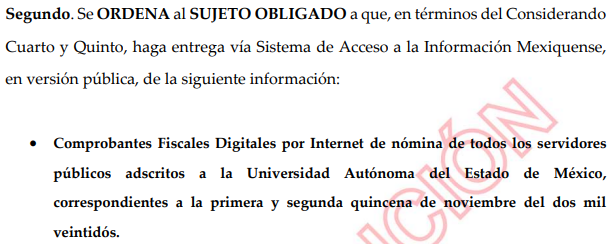 Segundo. Se ORDENA al SUJETO OBLIGADO a que, en términos del Considerando
Cuarto y Quinto, haga entrega vía Sistema de Acceso a la Información Mexiquense,
en versión pública, de la siguiente información:
• Comprobantes Fiscales Digitales por Internet de nómina de todos los servidores
públicos adscritos a la Universidad Autónoma del Estado de México,
correspondientes a la primera y segunda quincena de noviembre del dos mil
veintidós.
CIÓN